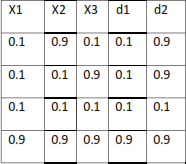 X1 X2 X3 d1 d2
0.1 0.9 0.1 0.1 0.9
0.1 0.1 0.9 0.1 0.9
0.1 0.1 0.1 0.1 0.1
0.9 0.9 0.9 0.9 0.9